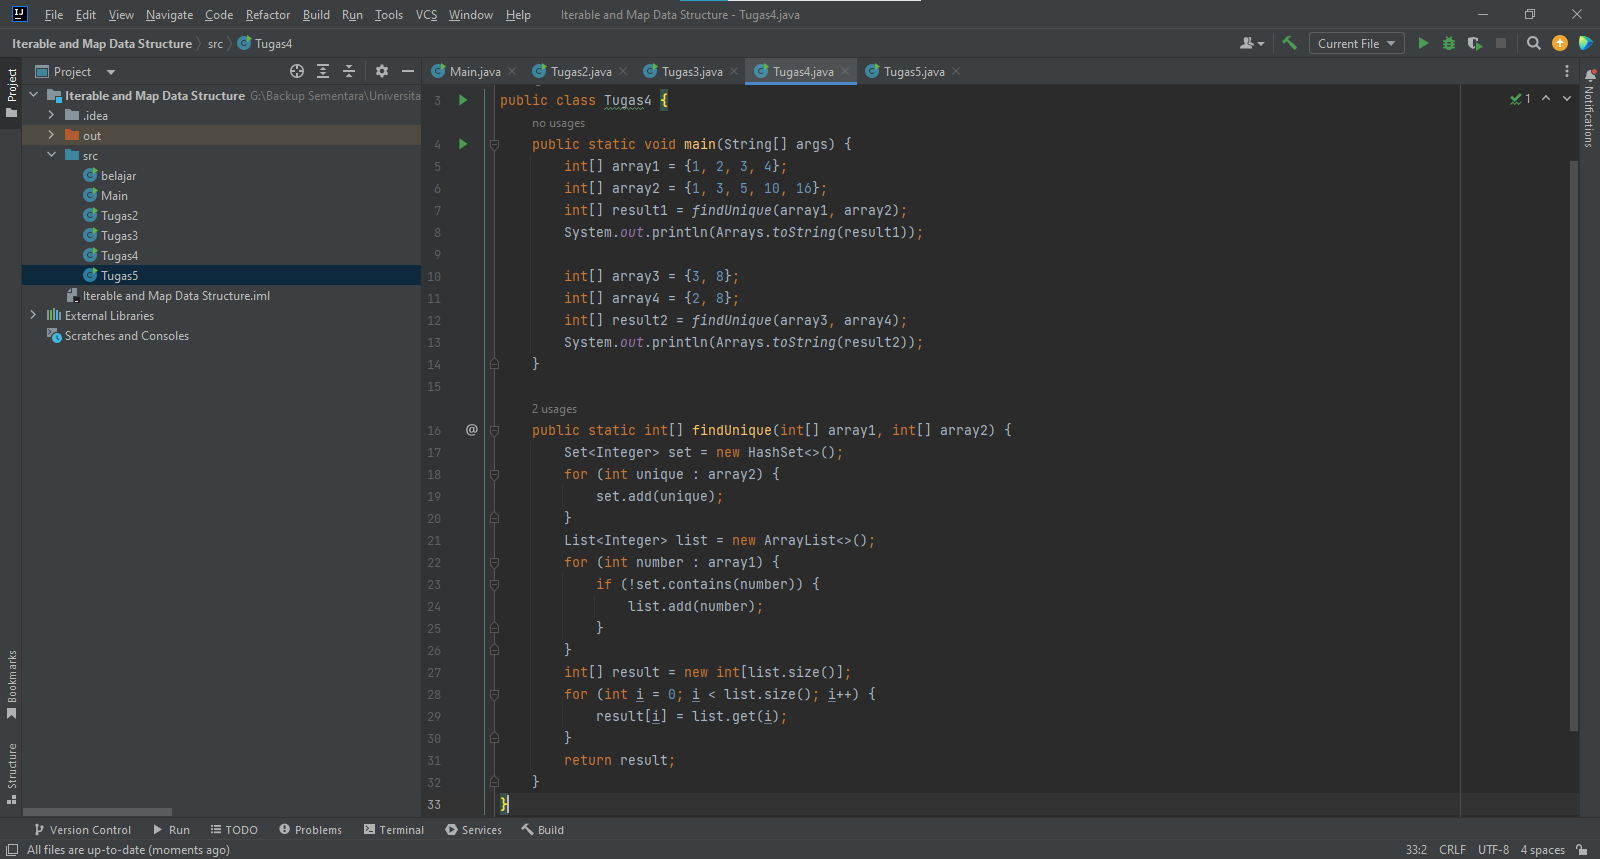 File Edit View Navigate Code Refactor Build Run Tools VCS Window Help Iterable and Map Data Structure - Tugas4.java
Iterable and Map Data Structure src Tugas4 Current File
Project Main.java Tugas2.java Tugas3.java Tugas4.java Tugas5.java
Project
Iterable and Map Data Structure G:\Backup Sementara\Universita
.idea
out
src
belajar
Main
Tugas2
Tugas3
Tugas4
Tugas5
Iterable and Map Data Structure.iml
External Libraries
Scratches and Consoles
Bookmarks
Structure
3 public class Tugas4 {
no usages
4 public static void main(String[] args) {
5 int[] array1 = {1, 2, 3, 4};
6 int[] array2 = {1, 3, 5, 10, 16};
7 int[] result1 = findUnique(array1, array2);
8 System.out.println(Arrays.toString(result1));
9
10 int[] array3 = {3, 8};
11 int[] array4 = {2, 8};
12 int[] result2 = findUnique(array3, array4);
13 System.out.println(Arrays.toString(result2));
14 }
15
2 usages
16 @ public static int[] findUnique(int[] array1, int[] array2) {
17 Set<Integer> set = new HashSet<>();
18 for (int unique : array2) {
19 set.add(unique);
20 }
21 List<Integer> list = new ArrayList<>();
22 for (int number : array1) {
23 if (!set.contains(number)) {
24 list.add(number);
25 }
26 }
27 int[] result = new int[list.size()];
28 for (int i = 0; i < list.size(); i++) {
29 result[i] = list.get(i);
30 }
31 return result;
32 }
33 }
1
Notifications
Version Control Run TODO Problems Terminal Services Build
All files are up-to-date (moments ago) 33:2 CRLF UTF-8 4 spaces